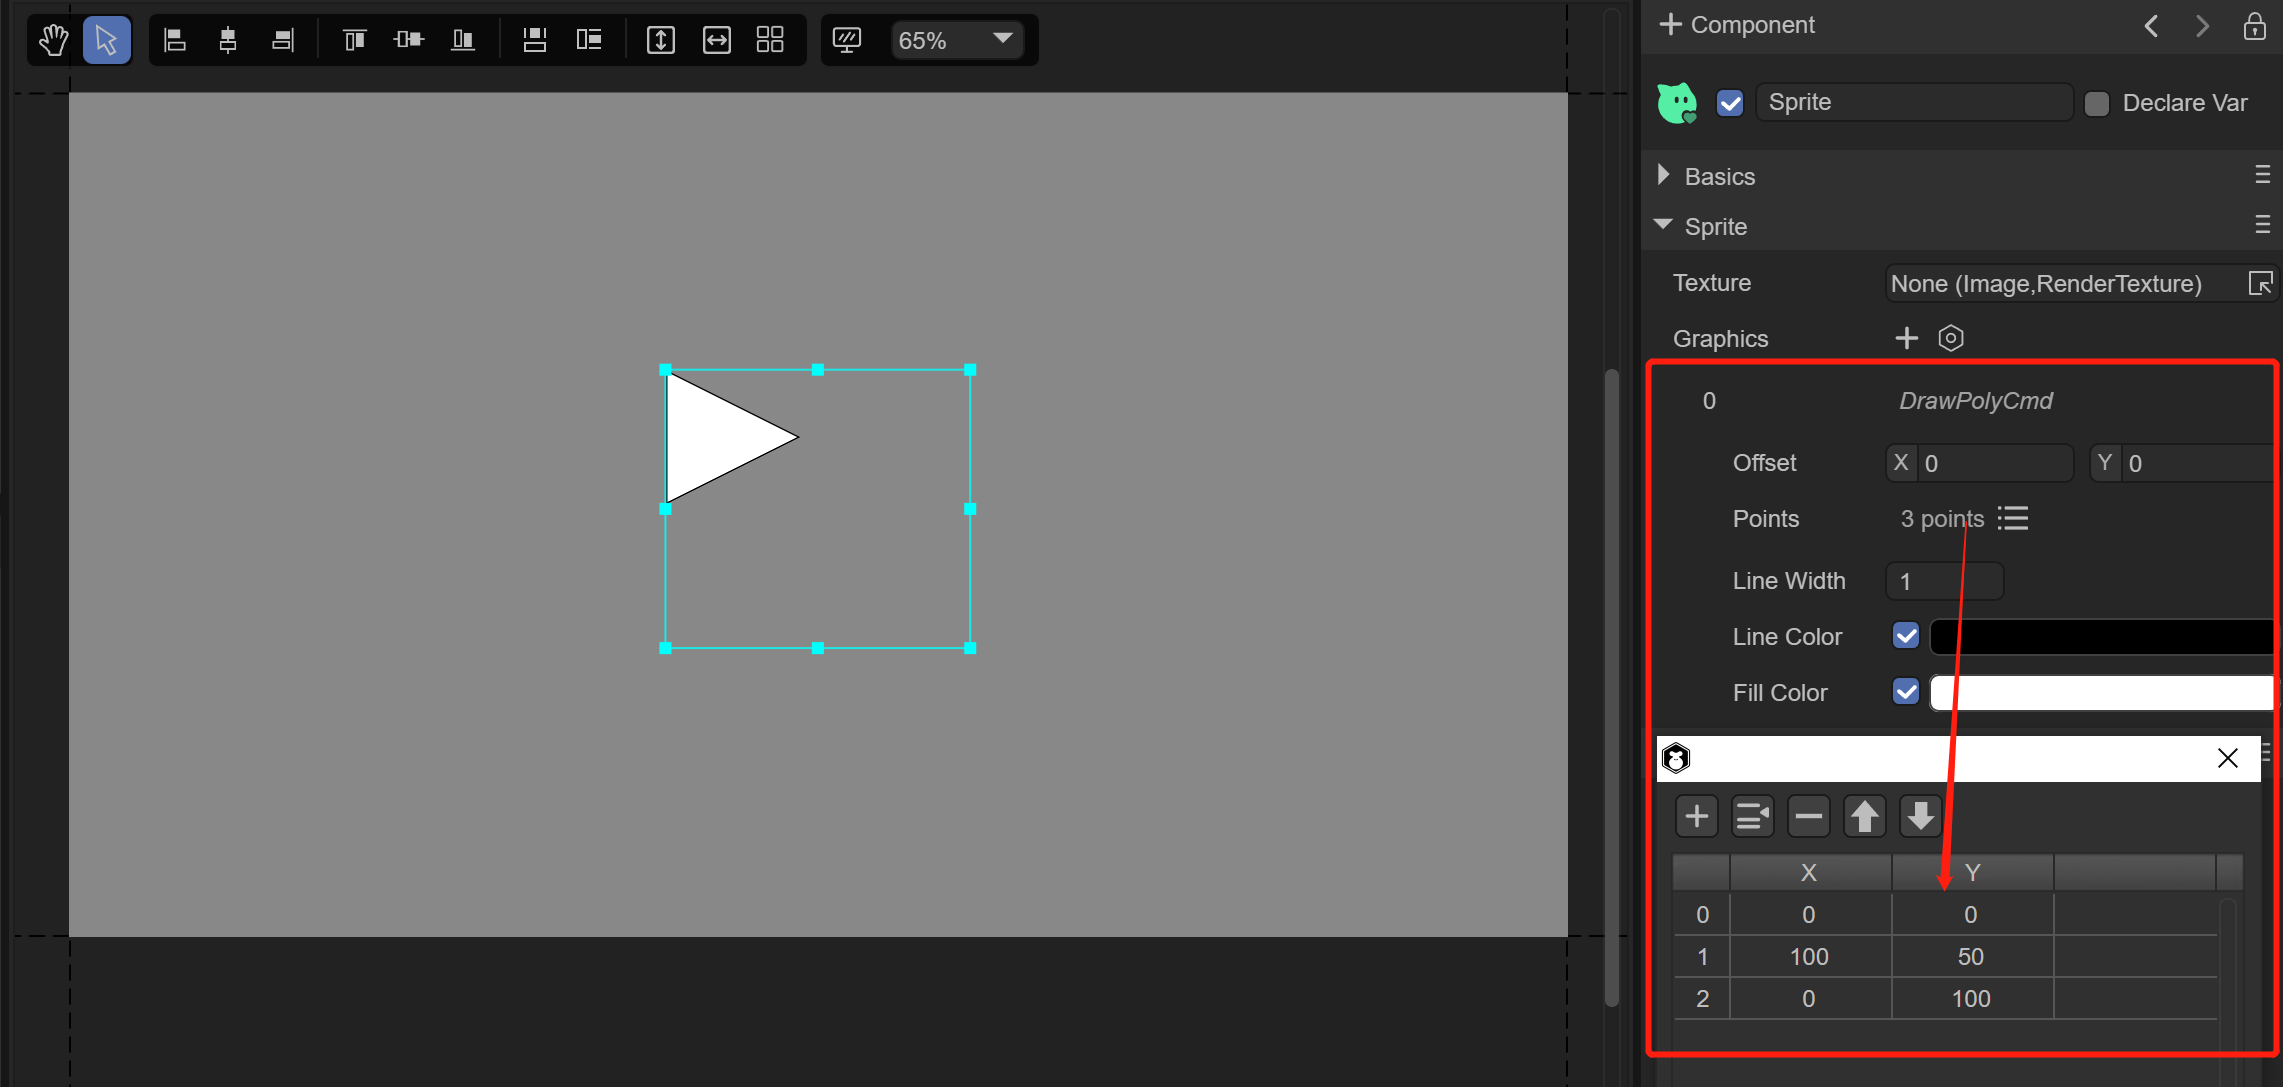 65%
Component
Sprite
Declare Var
Basics
Sprite
Texture None (Image,RenderTexture)
Graphics
0 DrawPolyCmd
Offset X 0 Y 0
Points 3 points
Line Width 1
Line Color
Fill Color
X Y
0 0 0
1 100 50
2 0 100